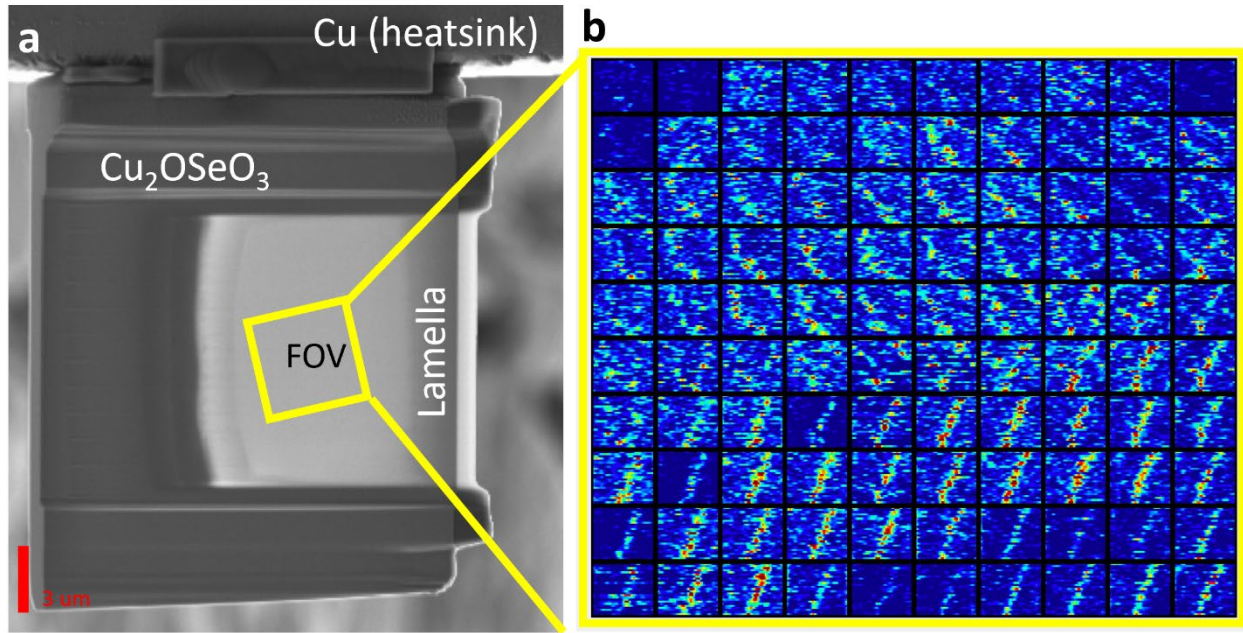 a
Cu (heatsink)
Cu₂OSeO₃
FOV
Lamella
3 um
b